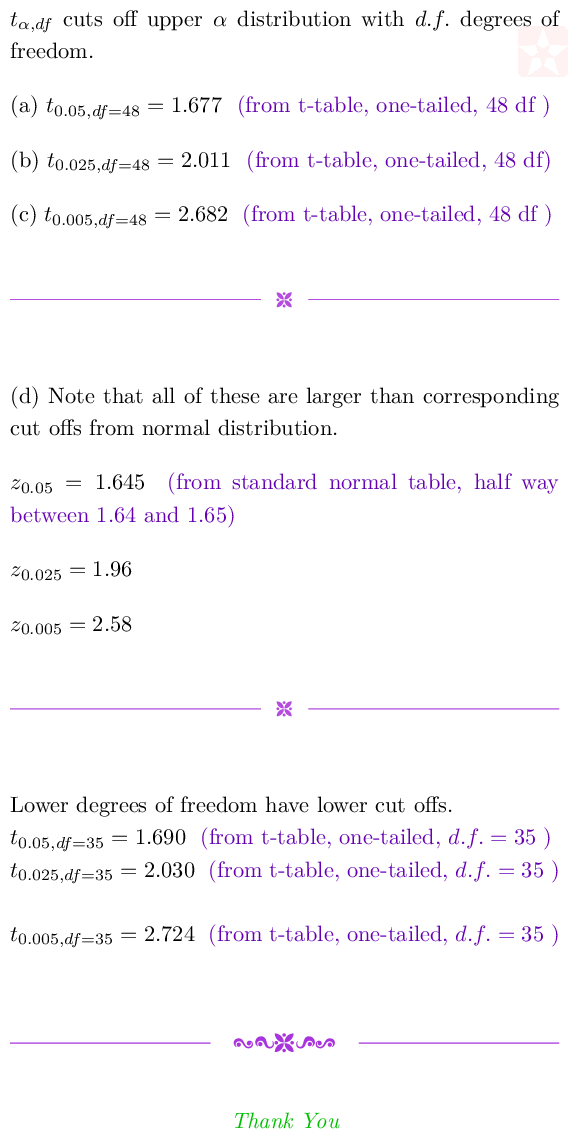 t_{α,df} cuts off upper α distribution with d.f. degrees of
freedom.
(a) t_{0.05,df=48} = 1.677 (from t-table, one-tailed, 48 df )
(b) t_{0.025,df=48} = 2.011 (from t-table, one-tailed, 48 df)
(c) t_{0.005,df=48} = 2.682 (from t-table, one-tailed, 48 df )
(d) Note that all of these are larger than corresponding
cut offs from normal distribution.
z_{0.05} = 1.645 (from standard normal table, half way
between 1.64 and 1.65)
z_{0.025} = 1.96
z_{0.005} = 2.58
Lower degrees of freedom have lower cut offs.
t_{0.05,df=35} = 1.690 (from t-table, one-tailed, d.f. = 35 )
t_{0.025,df=35} = 2.030 (from t-table, one-tailed, d.f. = 35 )
t_{0.005,df=35} = 2.724 (from t-table, one-tailed, d.f. = 35 )
Thank You